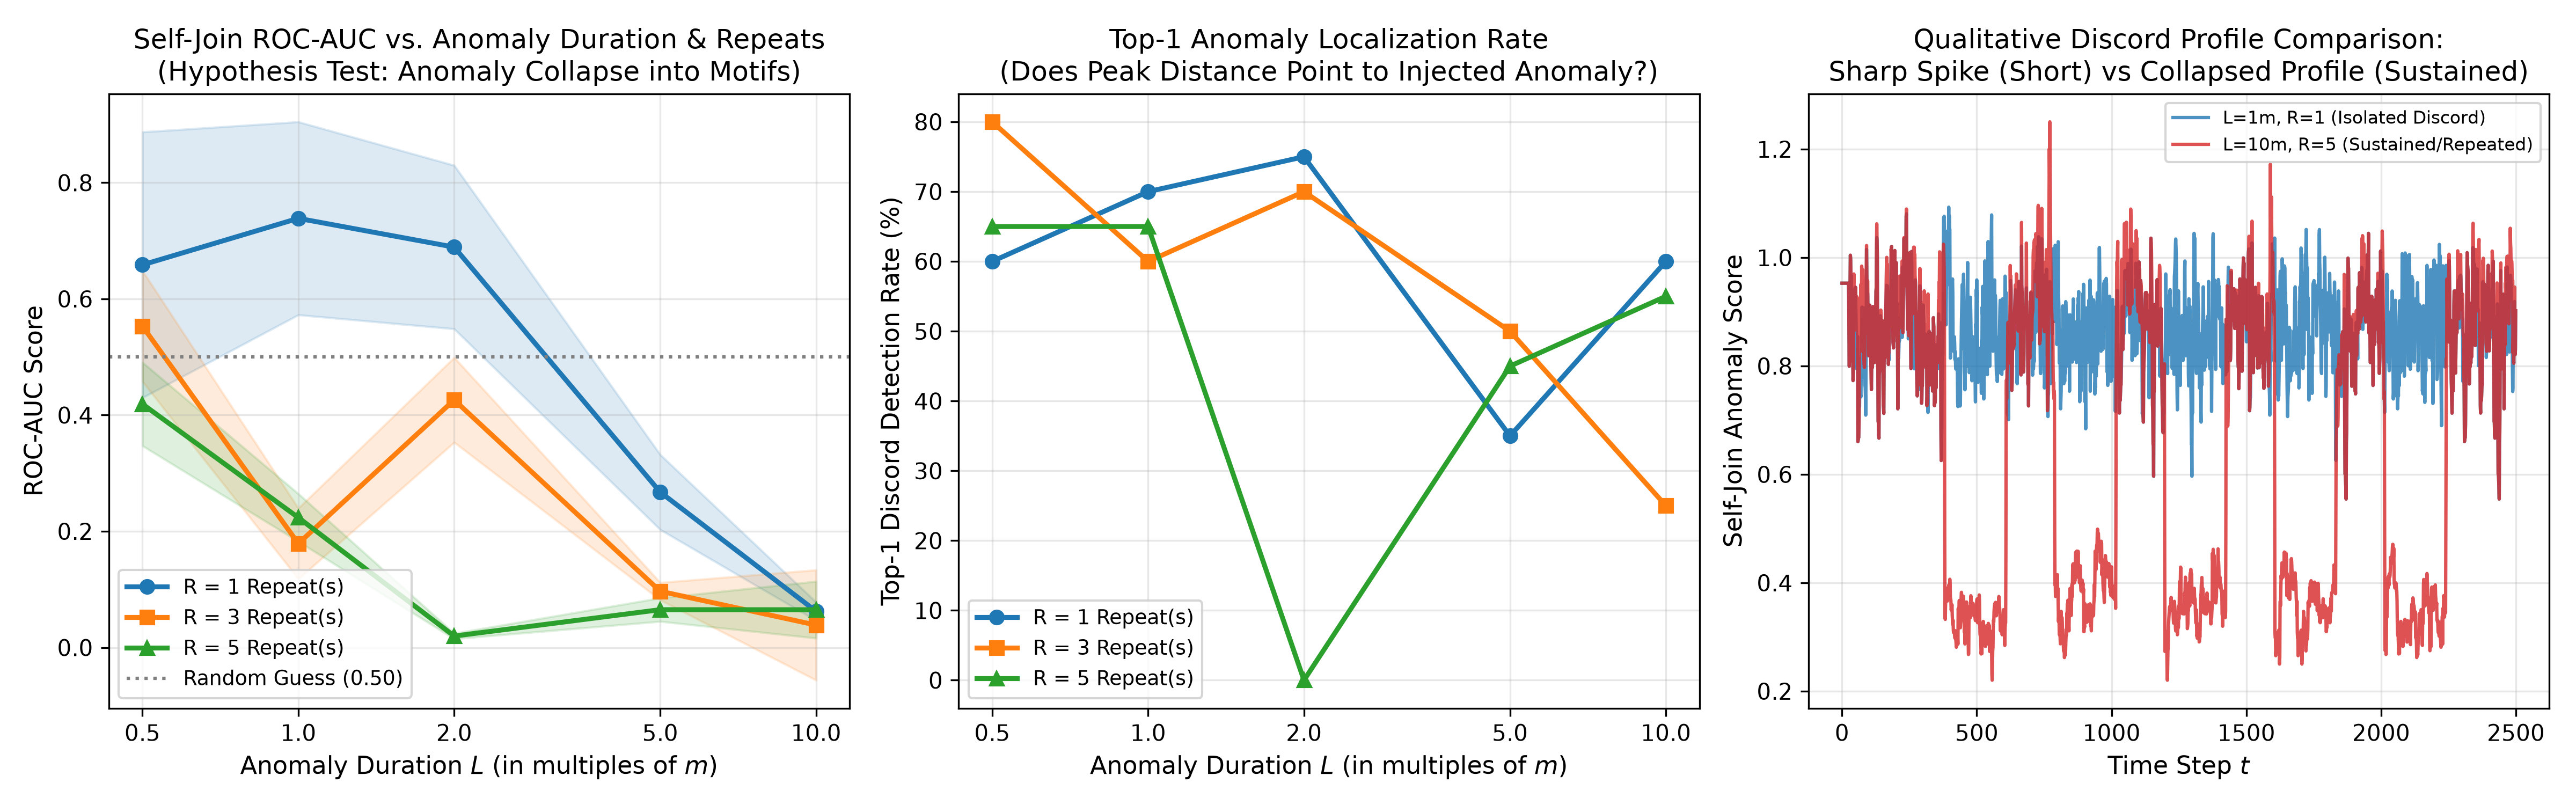 Self-Join ROC-AUC vs. Anomaly Duration & Repeats
(Hypothesis Test: Anomaly Collapse into Motifs)
ROC-AUC Score
0.8
0.6
0.4
0.2
0.0
R = 1 Repeat(s)
R = 3 Repeat(s)
R = 5 Repeat(s)
Random Guess (0.50)
0.5 1.0 2.0 5.0 10.0
Anomaly Duration L (in multiples of m)
Top-1 Anomaly Localization Rate
(Does Peak Distance Point to Injected Anomaly?)
Top-1 Discord Detection Rate (%)
80
70
60
50
40
30
20
10
0
R = 1 Repeat(s)
R = 3 Repeat(s)
R = 5 Repeat(s)
0.5 1.0 2.0 5.0 10.0
Anomaly Duration L (in multiples of m)
Qualitative Discord Profile Comparison:
Sharp Spike (Short) vs Collapsed Profile (Sustained)
Self-Join Anomaly Score
L=1m, R=1 (Isolated Discord)
L=10m, R=5 (Sustained/Repeated)
1.2
1.0
0.8
0.6
0.4
0.2
0 500 1000 1500 2000 2500
Time Step t